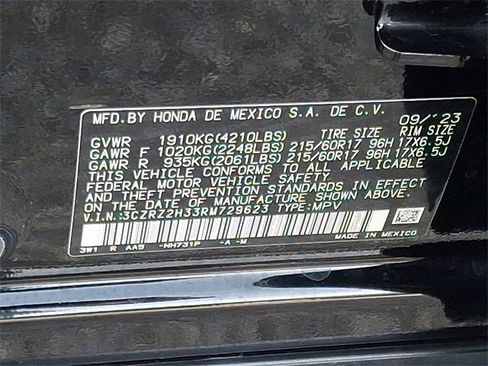 MFD. BY HONDA DE MEXICO S.A. DE C.V. 09/'23
GVWR 1910KG(4210LBS) TIRE SIZE RIM SIZE
GAWR F 1020KG(2248LBS) 215/60R17 96H 17X6.5J
GAWR R 935KG(2061LBS) 215/60R17 96H 17X6.5J
THIS VEHICLE CONFORMS TO ALL APPLICABLE
FEDERAL MOTOR VEHICLE SAFETY
AND THEFT PREVENTION STANDARDS IN EFFECT
ON THE DATE OF MANUFACTURE SHOWN ABOVE.
V.I.N.:3CZRZ2H33RM729623 TYPE:MPV
3W1 R AA5 -NH731P -A -M MADE IN MEXICO